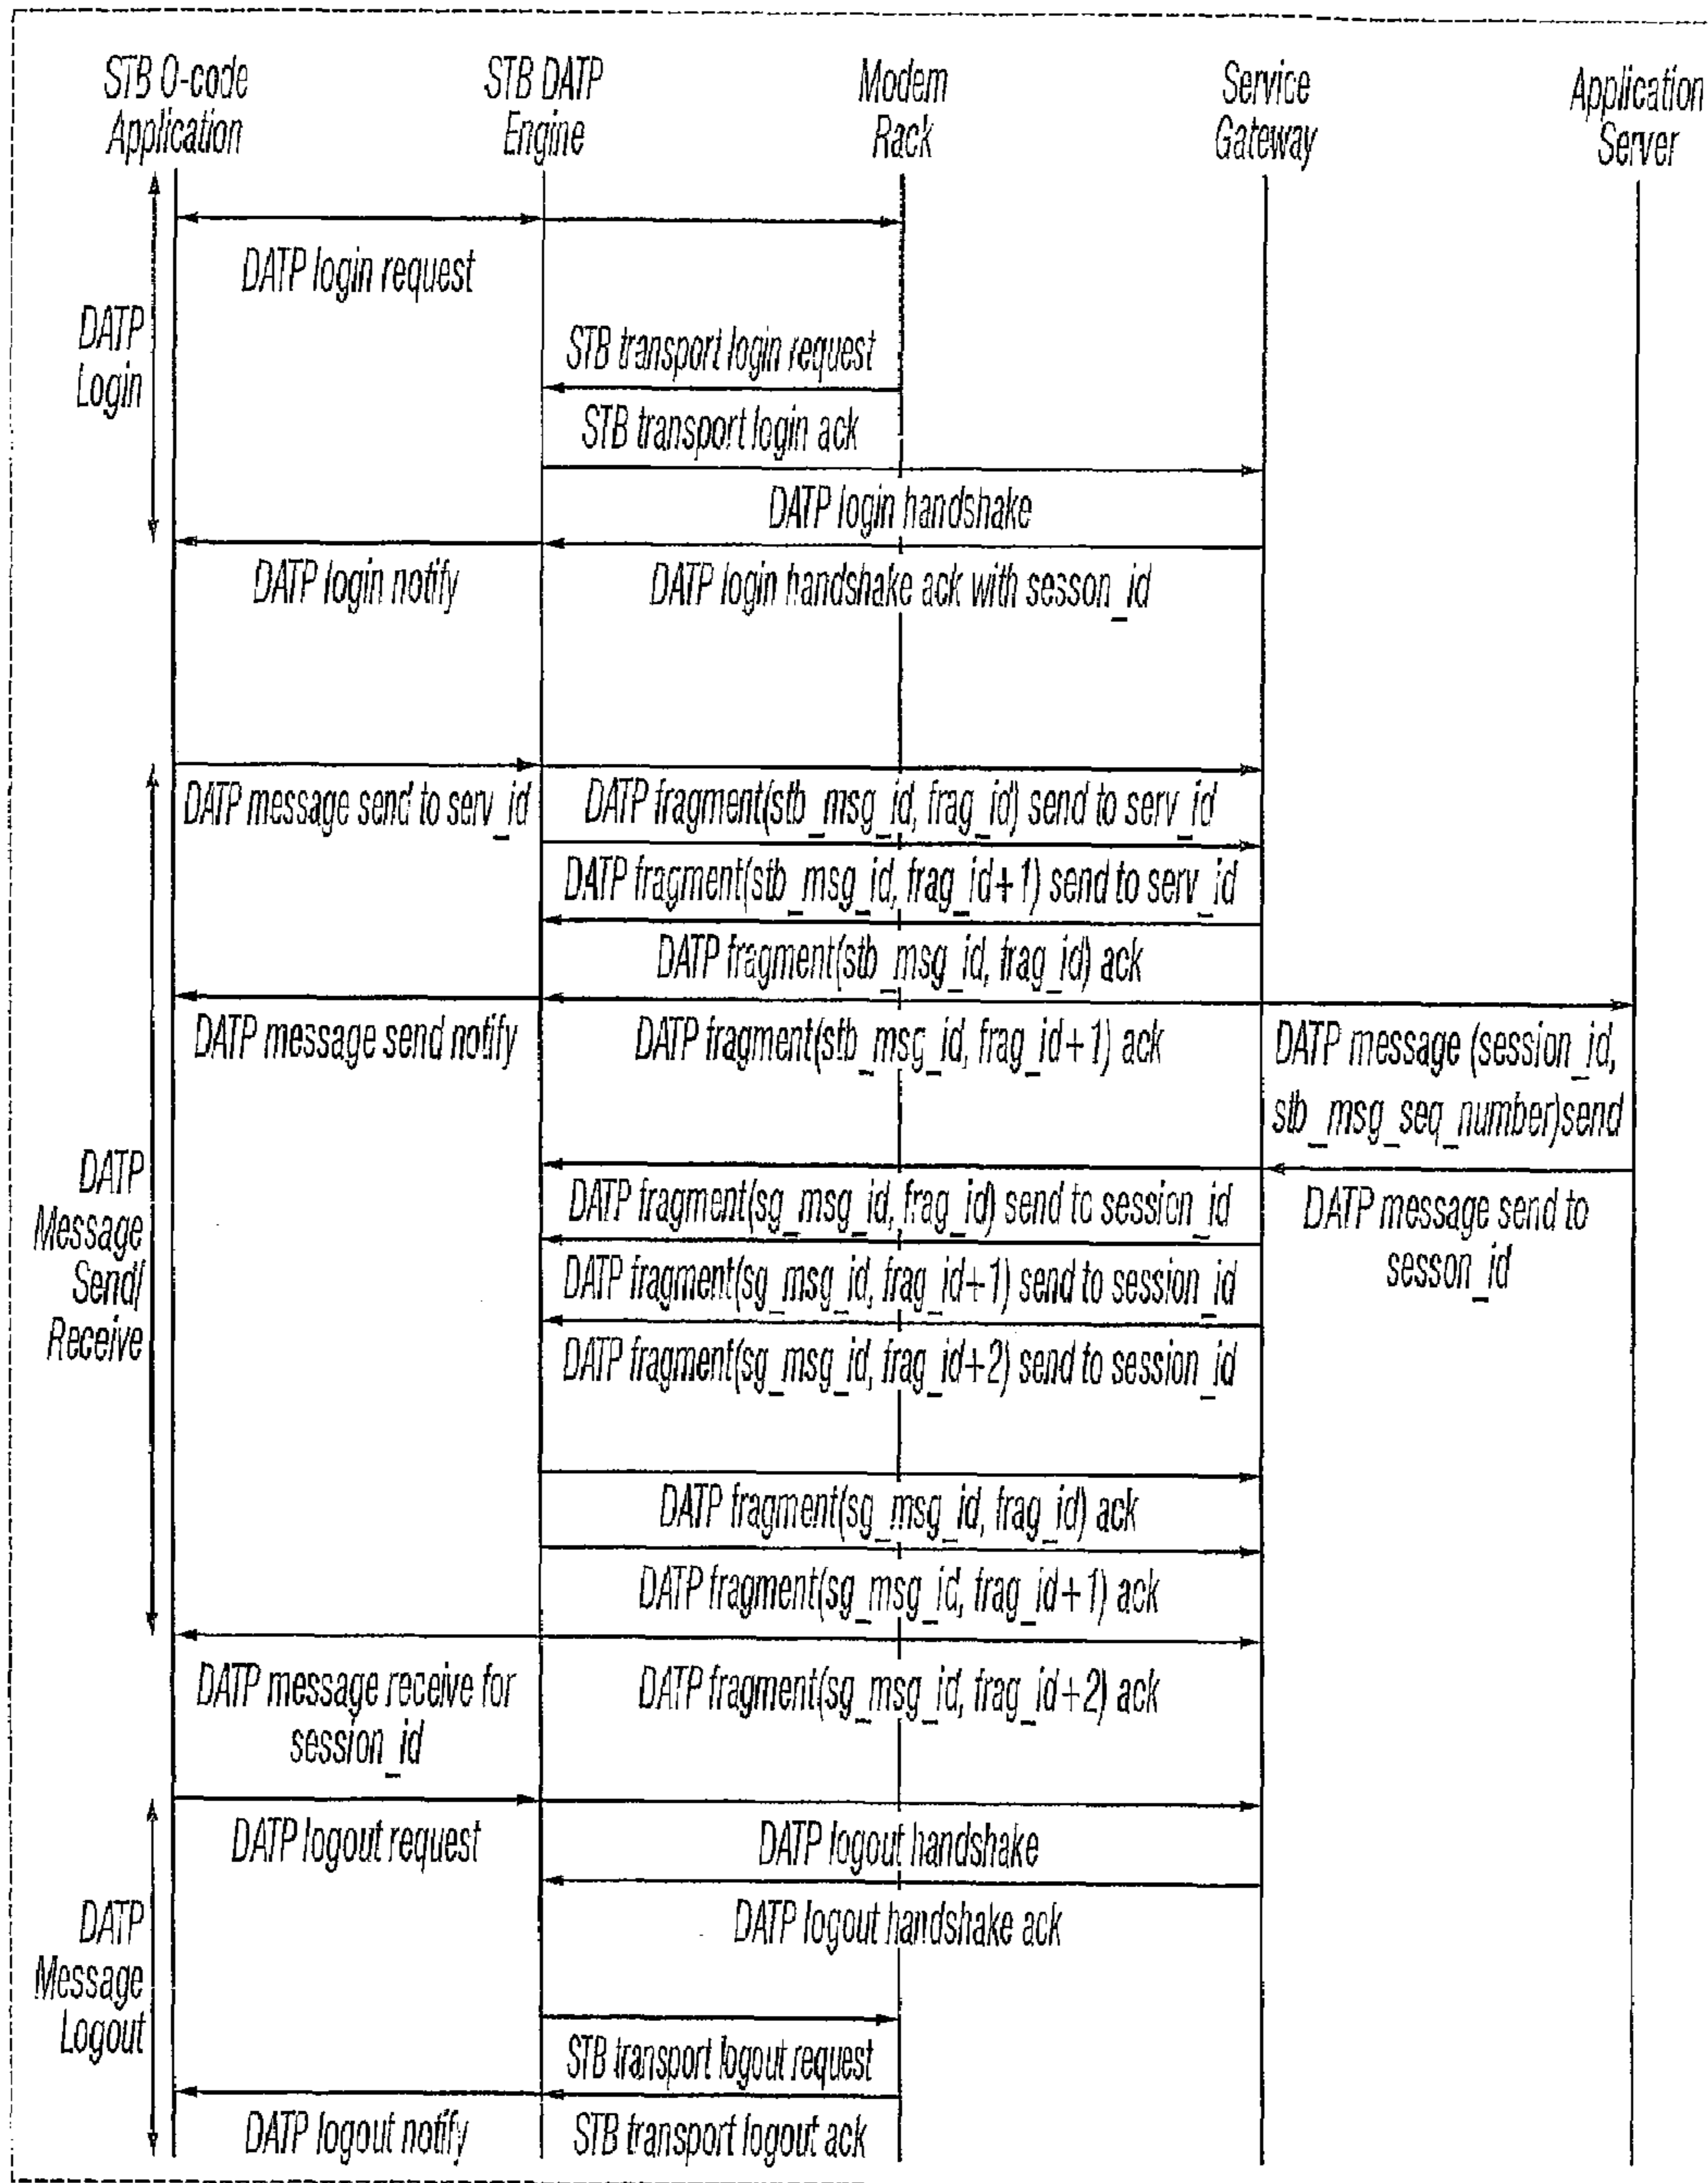 STB O-code
Application
STB DATP
Engine
Modem
Rack
Service
Gateway
Application
Server
DATP login request
DATP
Login
STB transport login request
STB transport login ack
DATP login handshake
DATP login notify
DATP login handshake ack with sesson_id
DATP message send to serv_id
DATP fragment(stb_msg_id, frag_id) send to serv_id
DATP fragment(stb_msg_id, frag_id+1) send to serv_id
DATP fragment(stb_msg_id, frag_id) ack
DATP message send notify
DATP fragment(stb_msg_id, frag_id+1) ack
DATP message (session_id,
stb_msg_seq_number)send
DATP
Message
Send/
Receive
DATP fragment(sg_msg_id, frag_id) send to session_id
DATP message send to
sesson_id
DATP fragment(sg_msg_id, frag_id+1) send to session_id
DATP fragment(sg_msg_id, frag_id+2) send to session_id
DATP fragment(sg_msg_id, frag_id) ack
DATP fragment(sg_msg_id, frag_id+1) ack
DATP message receive for
session_id
DATP fragment(sg_msg_id, frag_id+2) ack
DATP logout request
DATP logout handshake
DATP logout handshake ack
DATP
Message
Logout
STB transport logout request
DATP logout notify
STB transport logout ack